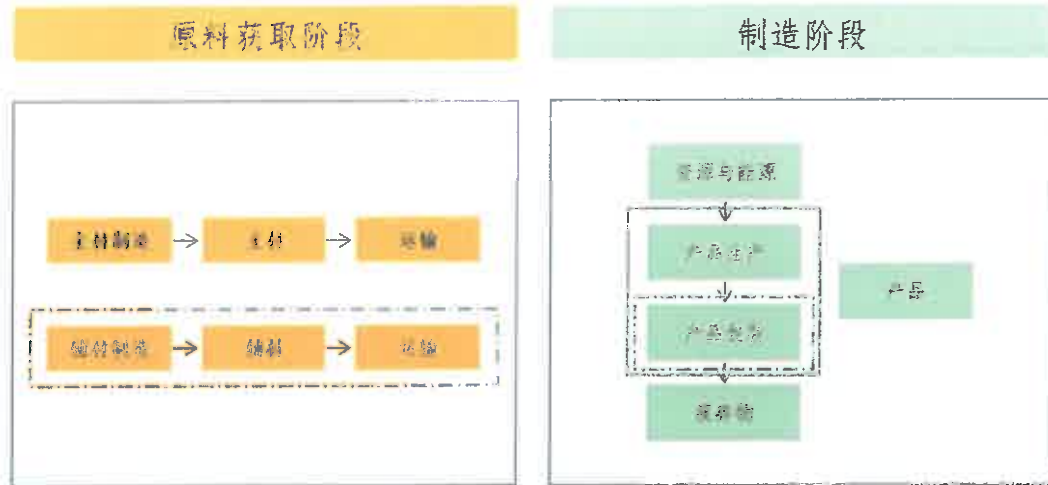 原料获取阶段
制造阶段
资源与能源
主材制造
主材
运输
产品生产
产品
辅材制造
辅料
运输
产品包装
废弃物